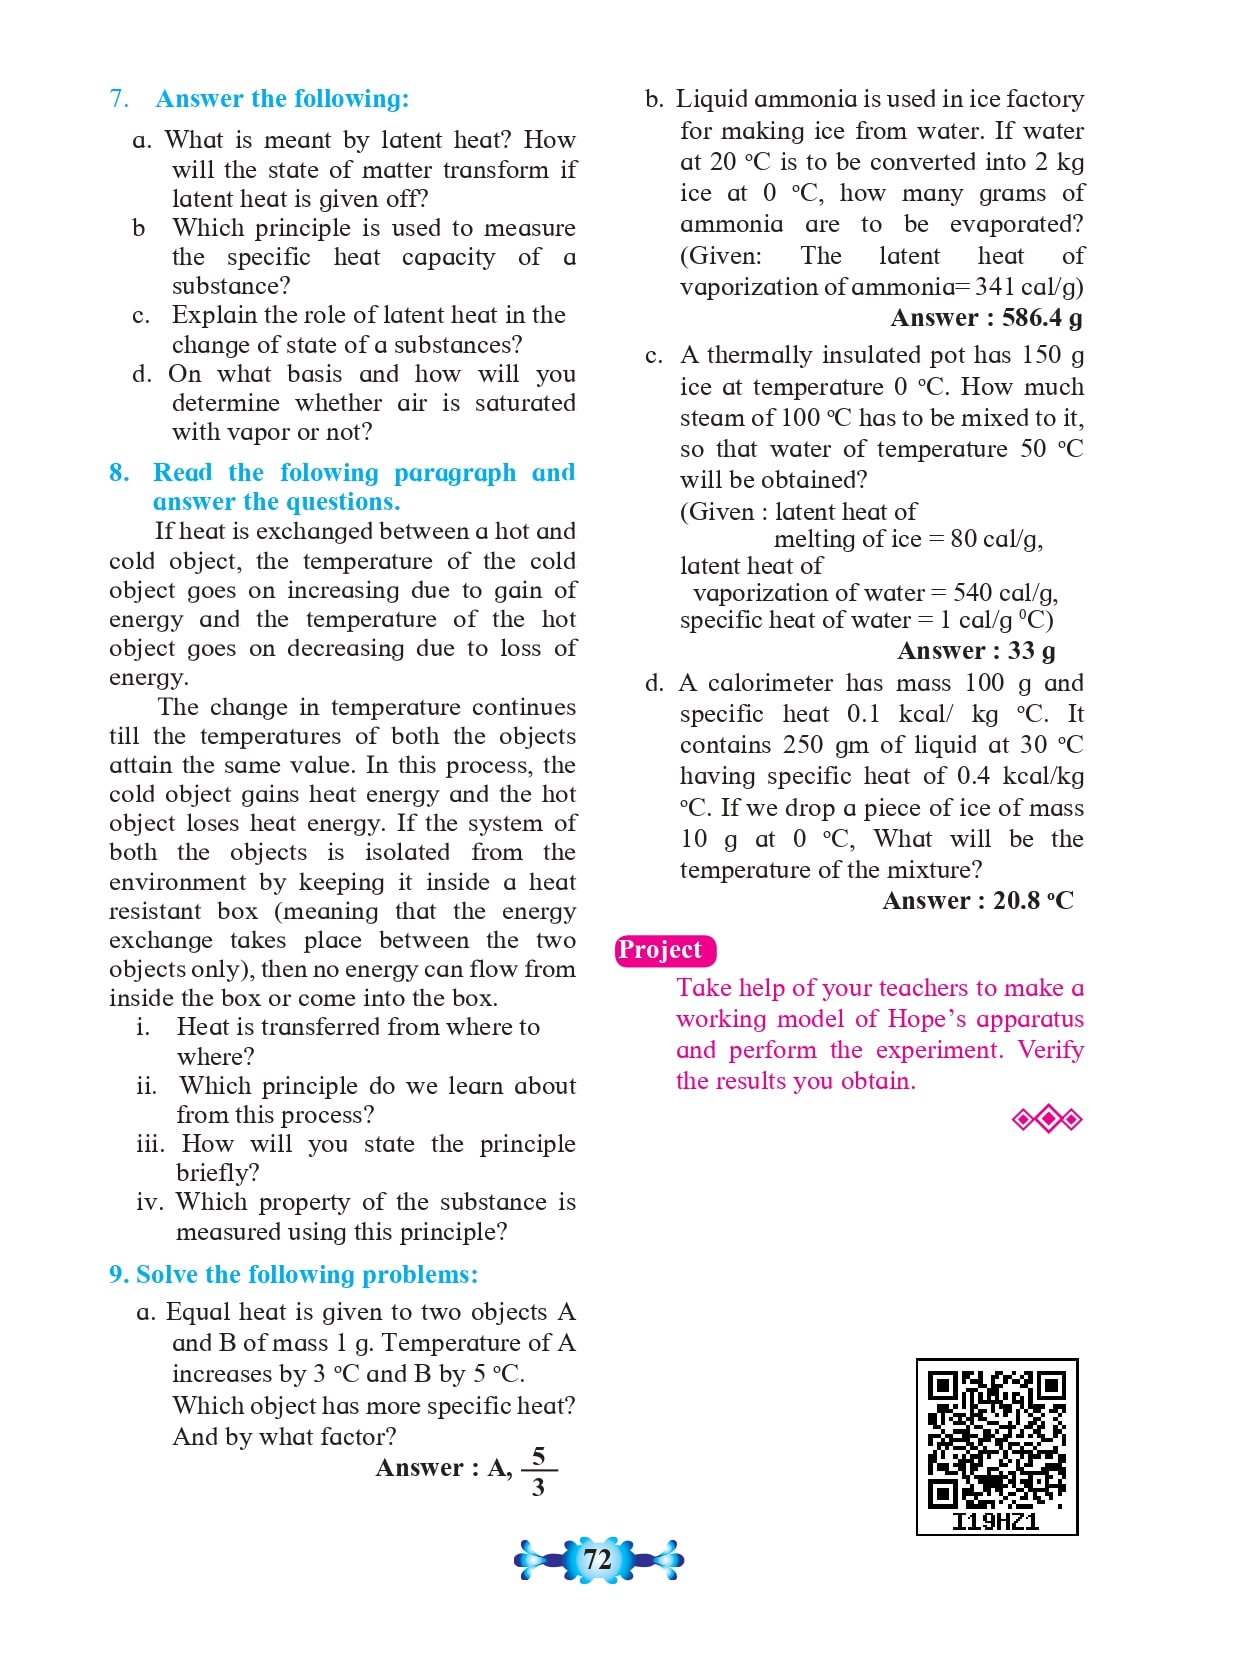 7. Answer the following:
a. What is meant by latent heat? How
will the state of matter transform if
latent heat is given off?
b Which principle is used to measure
the specific heat capacity of a
substance?
c. Explain the role of latent heat in the
change of state of a substances?
d. On what basis and how will you
determine whether air is saturated
with vapor or not?
8. Read the folowing paragraph and
answer the questions.
If heat is exchanged between a hot and
cold object, the temperature of the cold
object goes on increasing due to gain of
energy and the temperature of the hot
object goes on decreasing due to loss of
energy.
The change in temperature continues
till the temperatures of both the objects
attain the same value. In this process, the
cold object gains heat energy and the hot
object loses heat energy. If the system of
both the objects is isolated from the
environment by keeping it inside a heat
resistant box (meaning that the energy
exchange takes place between the two
objects only), then no energy can flow from
inside the box or come into the box.
i. Heat is transferred from where to
where?
ii. Which principle do we learn about
from this process?
iii. How will you state the principle
briefly?
iv. Which property of the substance is
measured using this principle?
9. Solve the following problems:
a. Equal heat is given to two objects A
and B of mass 1 g. Temperature of A
increases by 3 °C and B by 5 °C.
Which object has more specific heat?
And by what factor?
Answer : A, 5/3
b. Liquid ammonia is used in ice factory
for making ice from water. If water
at 20 °C is to be converted into 2 kg
ice at 0 °C, how many grams of
ammonia are to be evaporated?
(Given: The latent heat of
vaporization of ammonia= 341 cal/g)
Answer : 586.4 g
c. A thermally insulated pot has 150 g
ice at temperature 0 °C. How much
steam of 100 °C has to be mixed to it,
so that water of temperature 50 °C
will be obtained?
(Given : latent heat of
melting of ice = 80 cal/g,
latent heat of
vaporization of water = 540 cal/g,
specific heat of water = 1 cal/g ⁰C)
Answer : 33 g
d. A calorimeter has mass 100 g and
specific heat 0.1 kcal/ kg °C. It
contains 250 gm of liquid at 30 °C
having specific heat of 0.4 kcal/kg
°C. If we drop a piece of ice of mass
10 g at 0 °C, What will be the
temperature of the mixture?
Answer : 20.8 °C
Project
Take help of your teachers to make a
working model of Hope's apparatus
and perform the experiment. Verify
the results you obtain.
I19HZ1
72